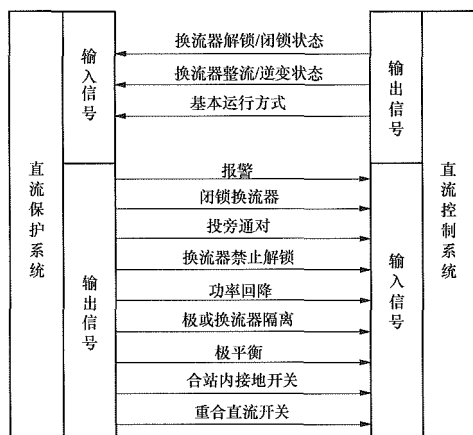 直流保护系统
输入信号
输出信号
换流器解锁/闭锁状态
换流器整流/逆变状态
基本运行方式
报警
闭锁换流器
投旁通对
换流器禁止解锁
功率回降
极或换流器隔离
极平衡
合站内接地开关
重合直流开关
输出信号
输入信号
直流控制系统